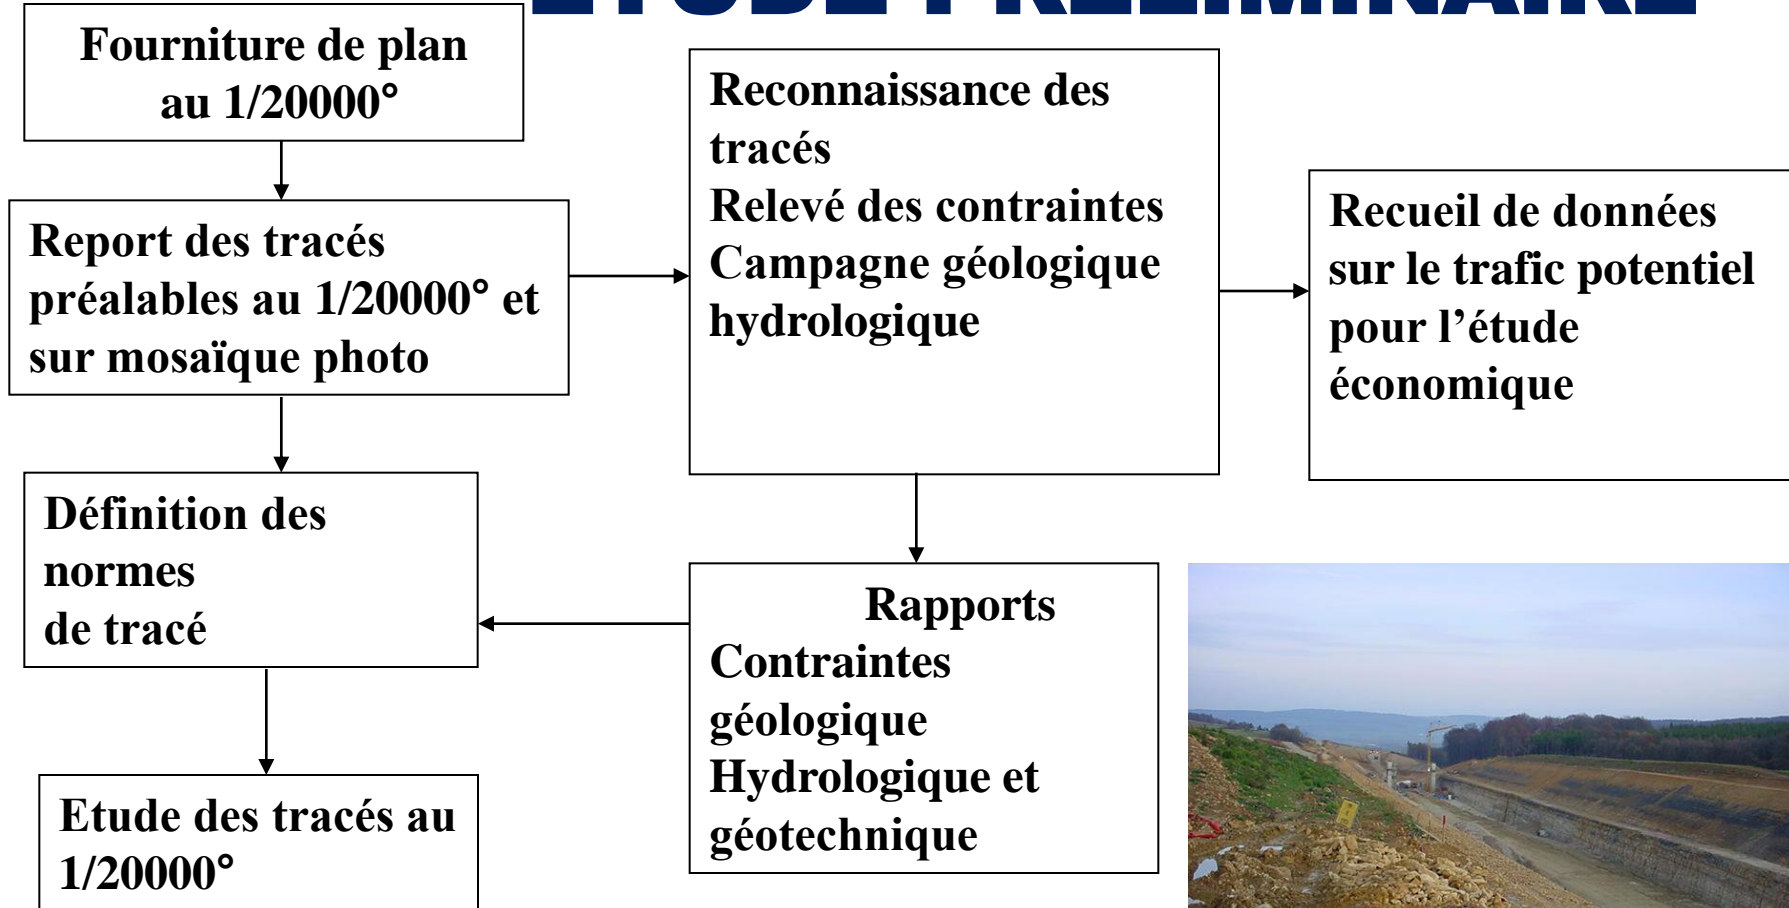 ETUDE PRELIMINAIRE
Fourniture de plan
au 1/20000°
Report des tracés
préalables au 1/20000° et
sur mosaïque photo
Définition des
normes
de tracé
Etude des tracés au
1/20000°
Reconnaissance des
tracés
Relevé des contraintes
Campagne géologique
hydrologique
Rapports
Contraintes
géologique
Hydrologique et
géotechnique
Recueil de données
sur le trafic potentiel
pour l’étude
économique